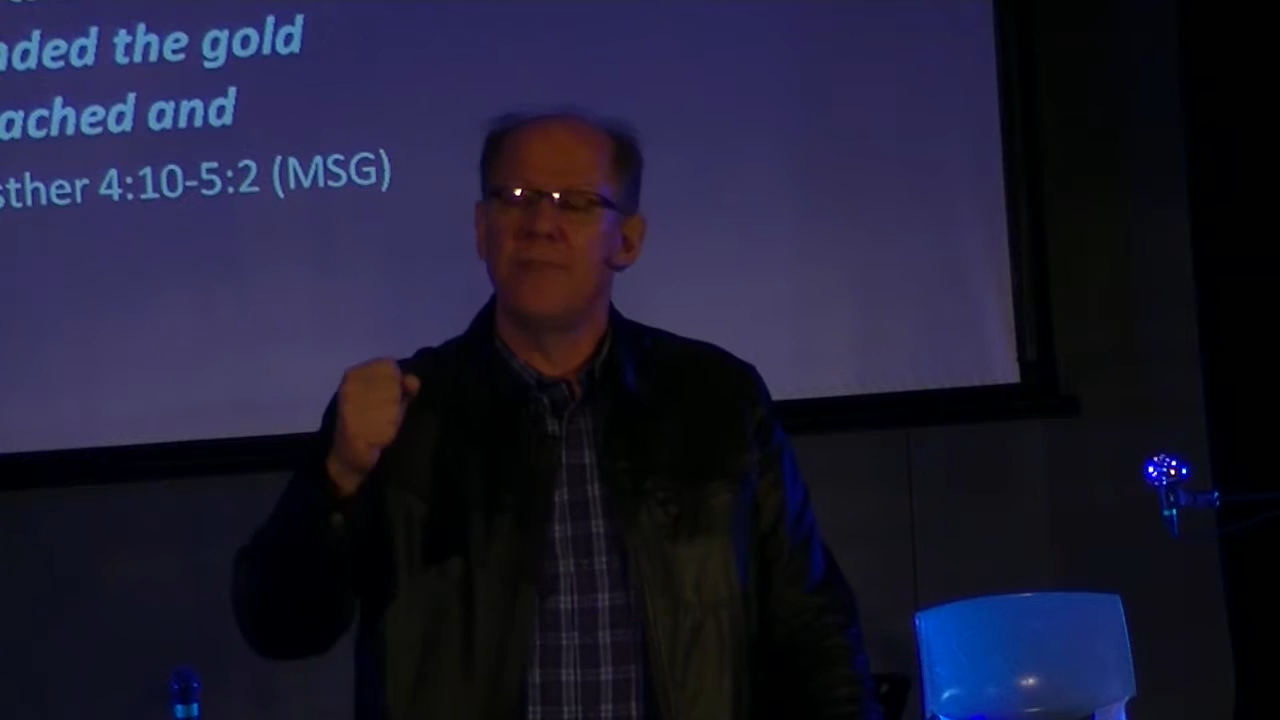 nded the gold
ached and
sther 4:10-5:2 (MSG)